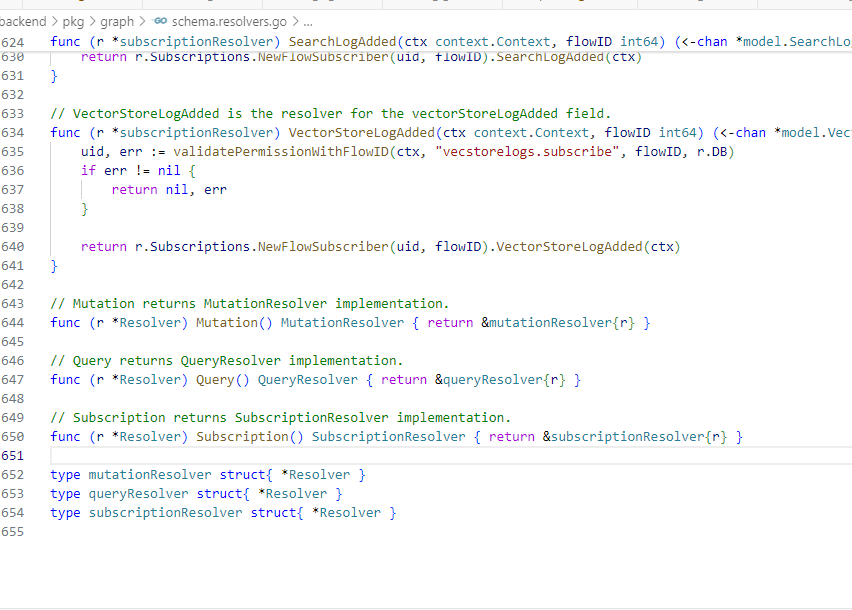 backend > pkg > graph > schema.resolvers.go > ...
624 func (r *subscriptionResolver) SearchLogAdded(ctx context.Context, flowID int64) (<-chan *model.SearchLo
630 return r.Subscriptions.NewFlowSubscriber(uid, flowID).SearchLogAdded(ctx)
631 }
632
633 // VectorStoreLogAdded is the resolver for the vectorStoreLogAdded field.
634 func (r *subscriptionResolver) VectorStoreLogAdded(ctx context.Context, flowID int64) (<-chan *model.Vect
635 uid, err := validatePermissionWithFlowID(ctx, "vecstorelogs.subscribe", flowID, r.DB)
636 if err != nil {
637 return nil, err
638 }
639
640 return r.Subscriptions.NewFlowSubscriber(uid, flowID).VectorStoreLogAdded(ctx)
641 }
642
643 // Mutation returns MutationResolver implementation.
644 func (r *Resolver) Mutation() MutationResolver { return &mutationResolver{r} }
645
646 // Query returns QueryResolver implementation.
647 func (r *Resolver) Query() QueryResolver { return &queryResolver{r} }
648
649 // Subscription returns SubscriptionResolver implementation.
650 func (r *Resolver) Subscription() SubscriptionResolver { return &subscriptionResolver{r} }
651
652 type mutationResolver struct{ *Resolver }
653 type queryResolver struct{ *Resolver }
654 type subscriptionResolver struct{ *Resolver }
655